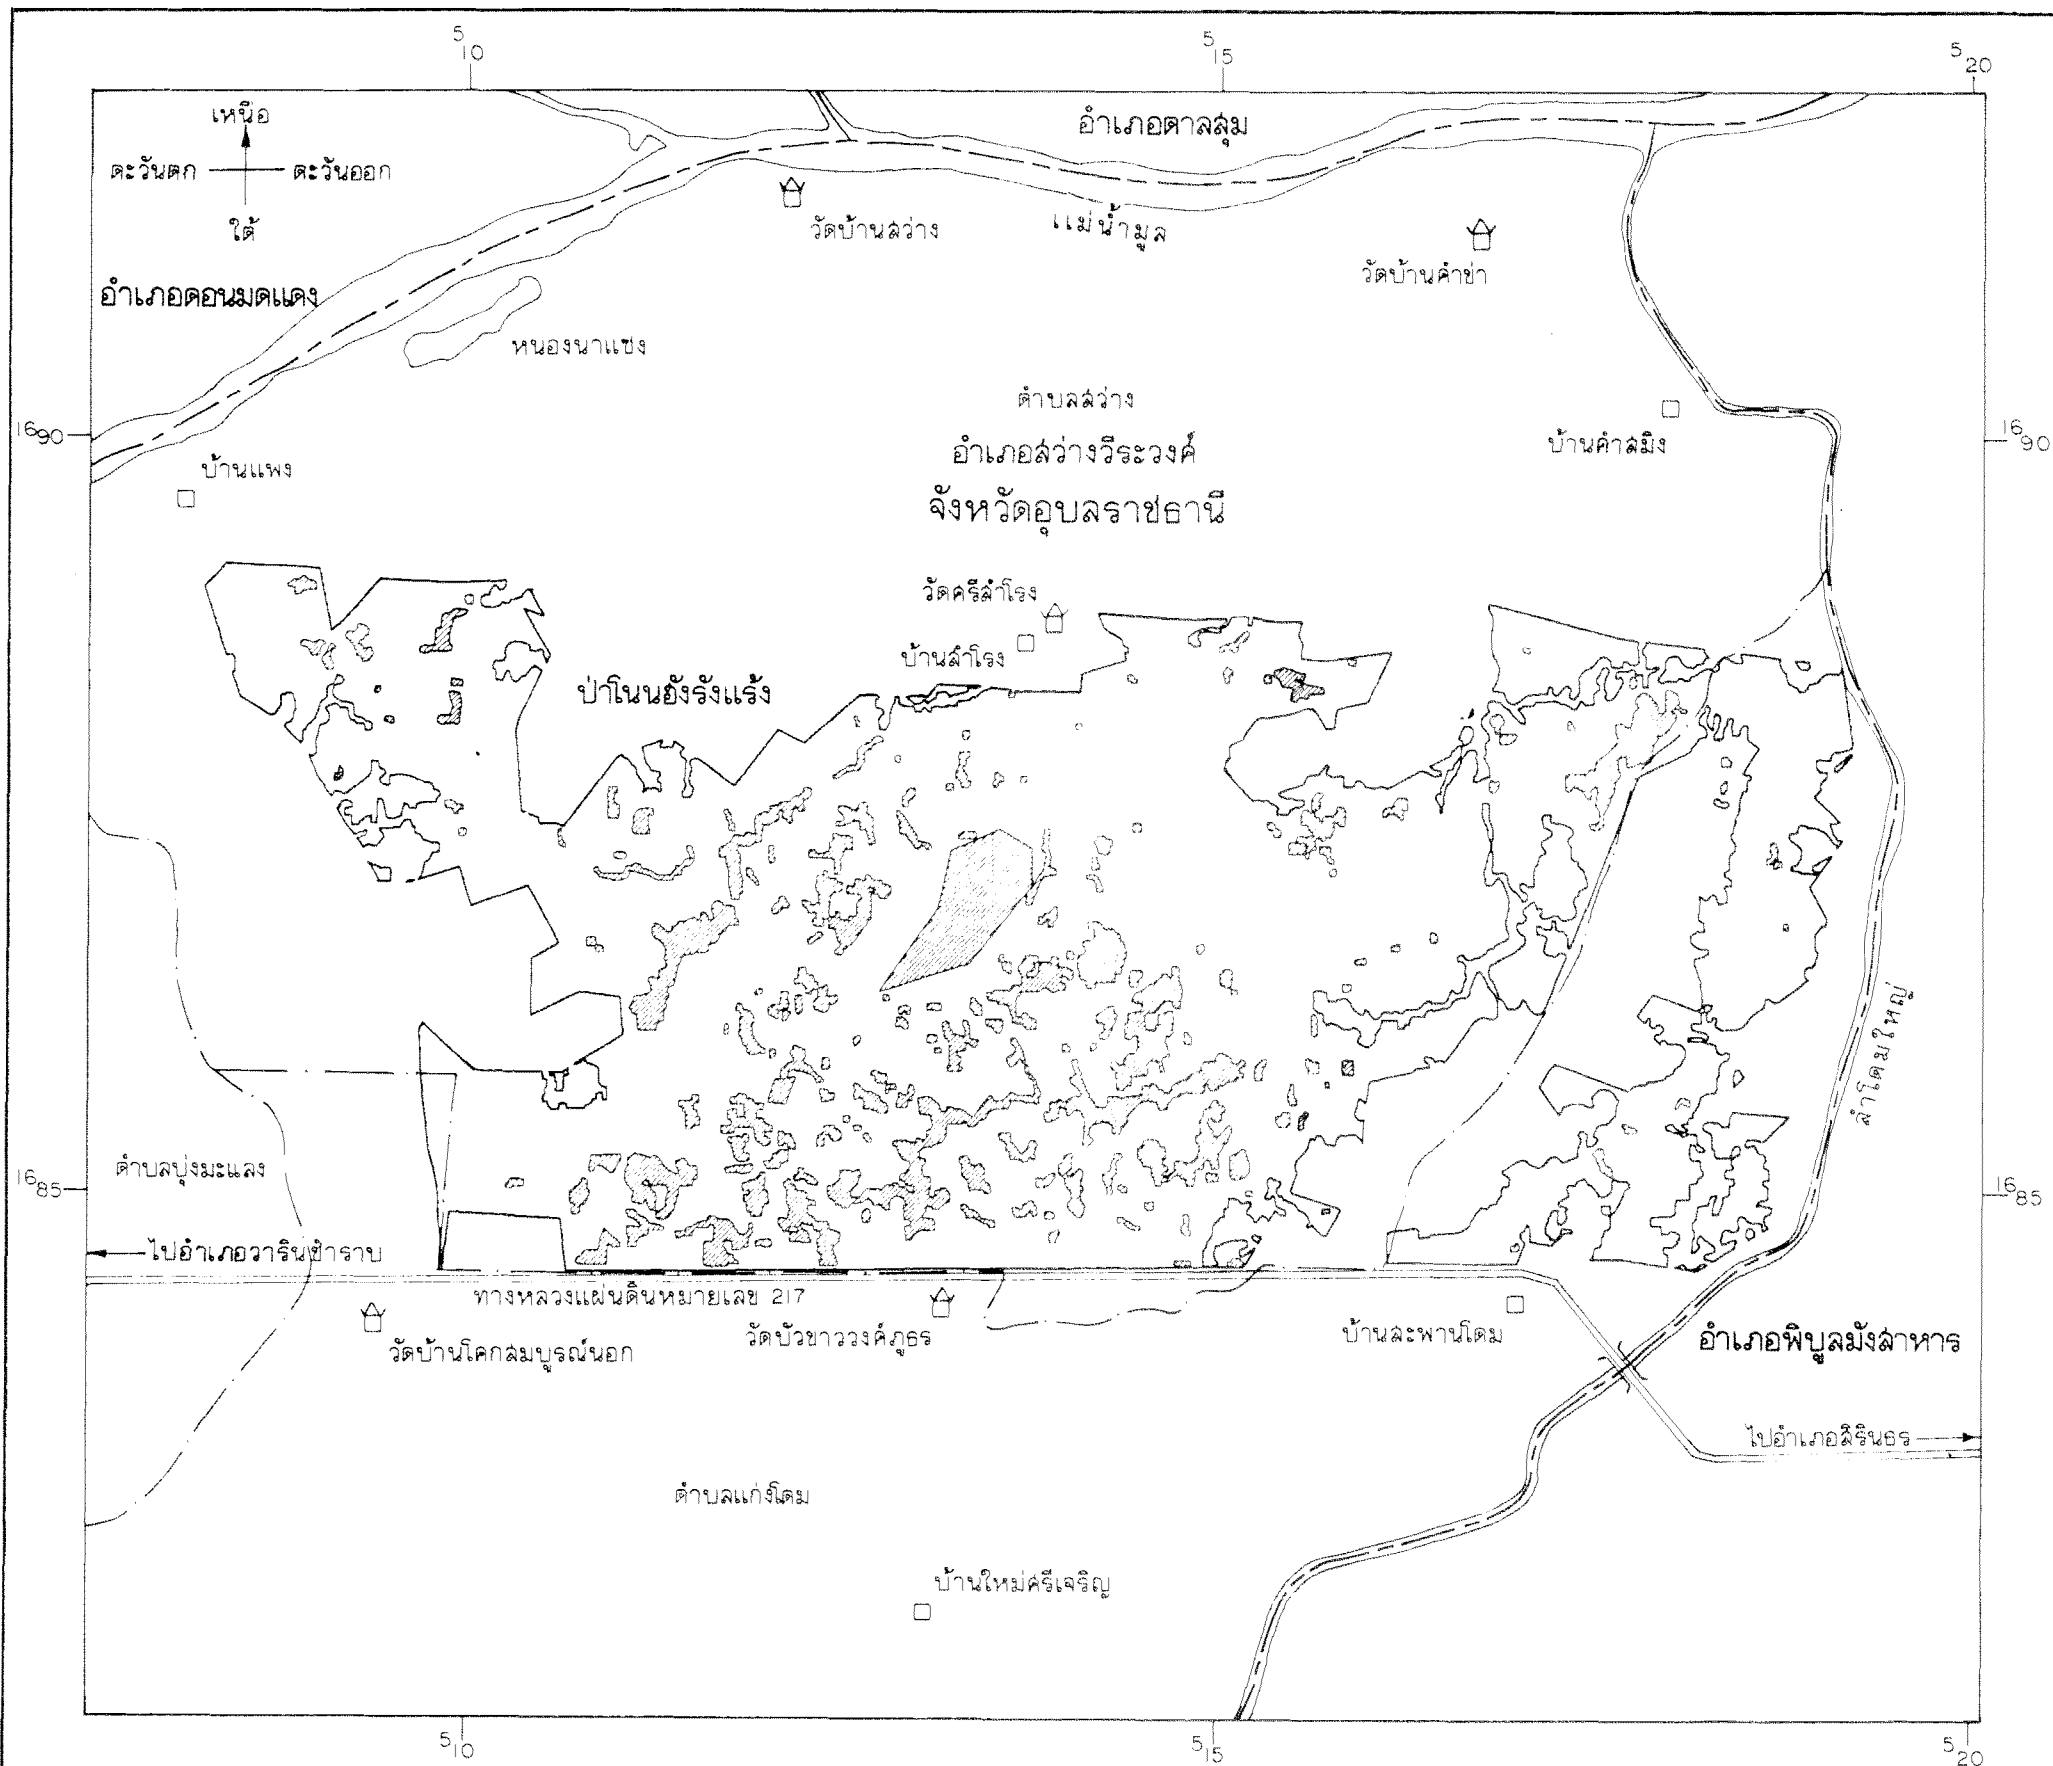 5 10
5 15
5 20
เหนือ
ตะวันตก
ตะวันออก
ใต้
อำเภอตาลสุม
วัดบ้านสว่าง
แม่น้ำมูล
วัดบ้านคำข่า
อำเภอดอนมดแดง
หนองนาแซง
ตำบลสว่าง
อำเภอสว่างวีระวงศ์
จังหวัดอุบลราชธานี
16 90
16 90
บ้านคำสมิง
บ้านแพง
วัดศรีสำโรง
บ้านสำโรง
ป่าโนนฮังรังแร้ง
ลำโดมใหญ่
ตำบลบุ่งมะแลง
16 85
16 85
ไปอำเภอวารินชำราบ
ทางหลวงแผ่นดินหมายเลข 217
วัดบัวขาววงศ์ภูธร
บ้านสะพานโดม
อำเภอพิบูลมังสาหาร
วัดบ้านโคกสมบูรณ์นอก
ไปอำเภอสิรินธร
ตำบลแก่งโดม
บ้านใหม่ศรีเจริญ
5 10
5 15
5 20